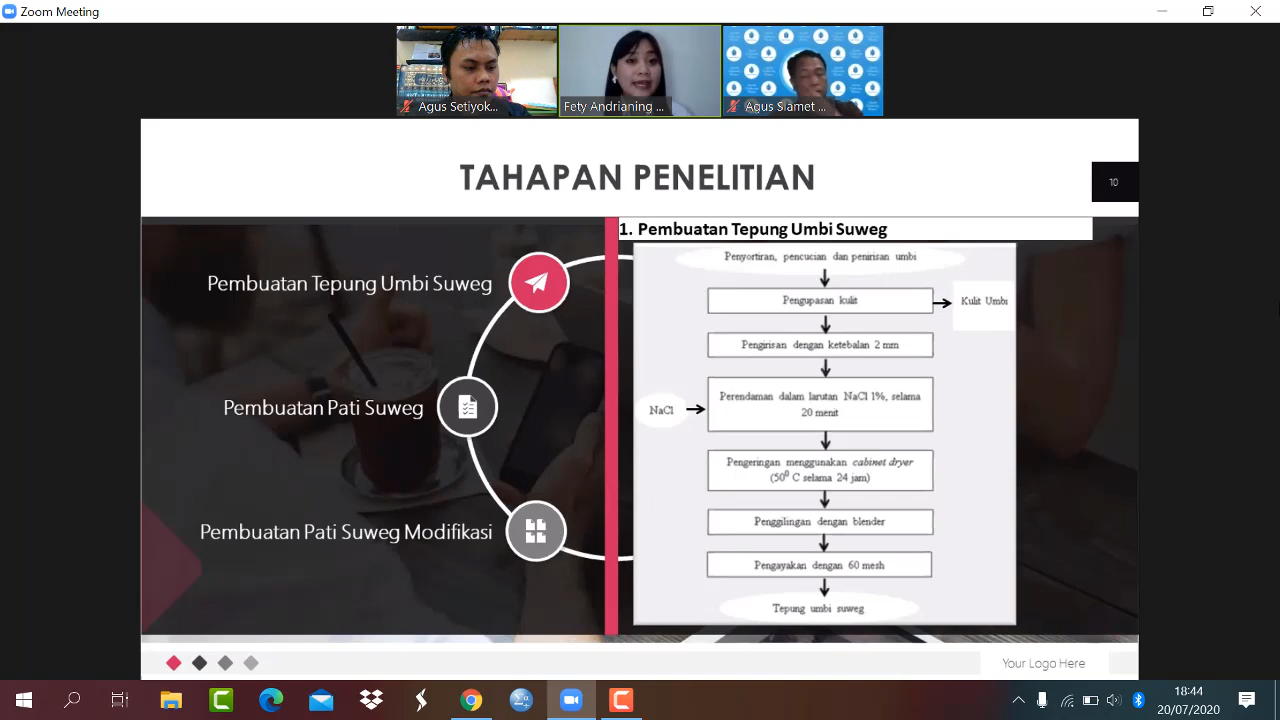 Zoom Meeting
Agus Setiyok...
Fety Andrianing ...
Agus Slamet ...
TAHAPAN PENELITIAN
10
1. Pembuatan Tepung Umbi Suweg
Pembuatan Tepung Umbi Suweg
Pembuatan Pati Suweg
Pembuatan Pati Suweg Modifikasi
Penyortiran, pencucian dan penirisan umbi
Pengupasan kulit
Kulit Umbi
Pengirisan dengan ketebalan 2 mm
NaCl
Perendaman dalam larutan NaCl 1%, selama
20 menit
Pengeringan menggunakan cabinet dryer
(50⁰ C selama 24 jam)
Penggilingan dengan blender
Pengayakan dengan 60 mesh
Tepung umbi suweg
Your Logo Here
18:44
20/07/2020